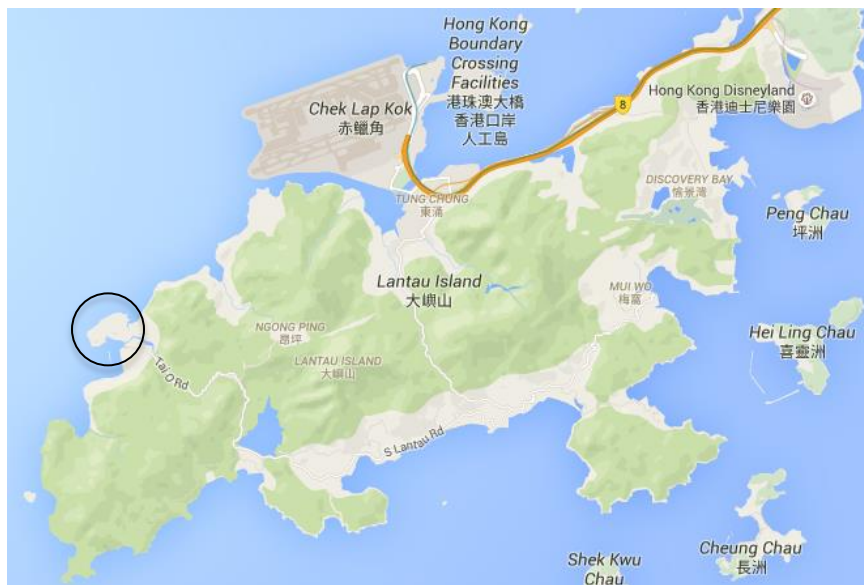 Hong Kong
Boundary
Crossing
Facilities
港珠澳大橋
香港口岸
人工島
Chek Lap Kok
赤鱲角
8
Hong Kong Disneyland
香港迪士尼樂園
TUNG CHUNG
東涌
DISCOVERY BAY
愉景灣
Peng Chau
坪洲
Lantau Island
大嶼山
MUI WO
梅窩
NGONG PING
昂坪
Hei Ling Chau
喜靈洲
LANTAU ISLAND
大嶼山
Tai O Rd
S Lantau Rd
Cheung Chau
長洲
Shek Kwu
Chau